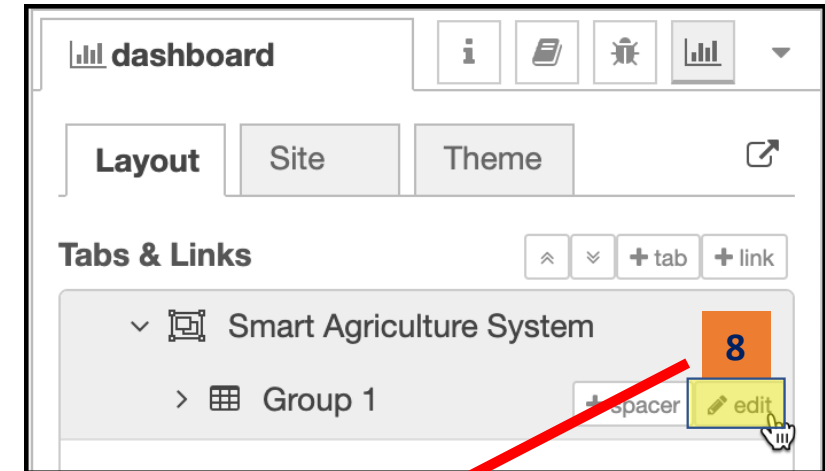 dashboard
i
Layout Site Theme
Tabs & Links + tab + link
Smart Agriculture System
8
Group 1 + spacer edit